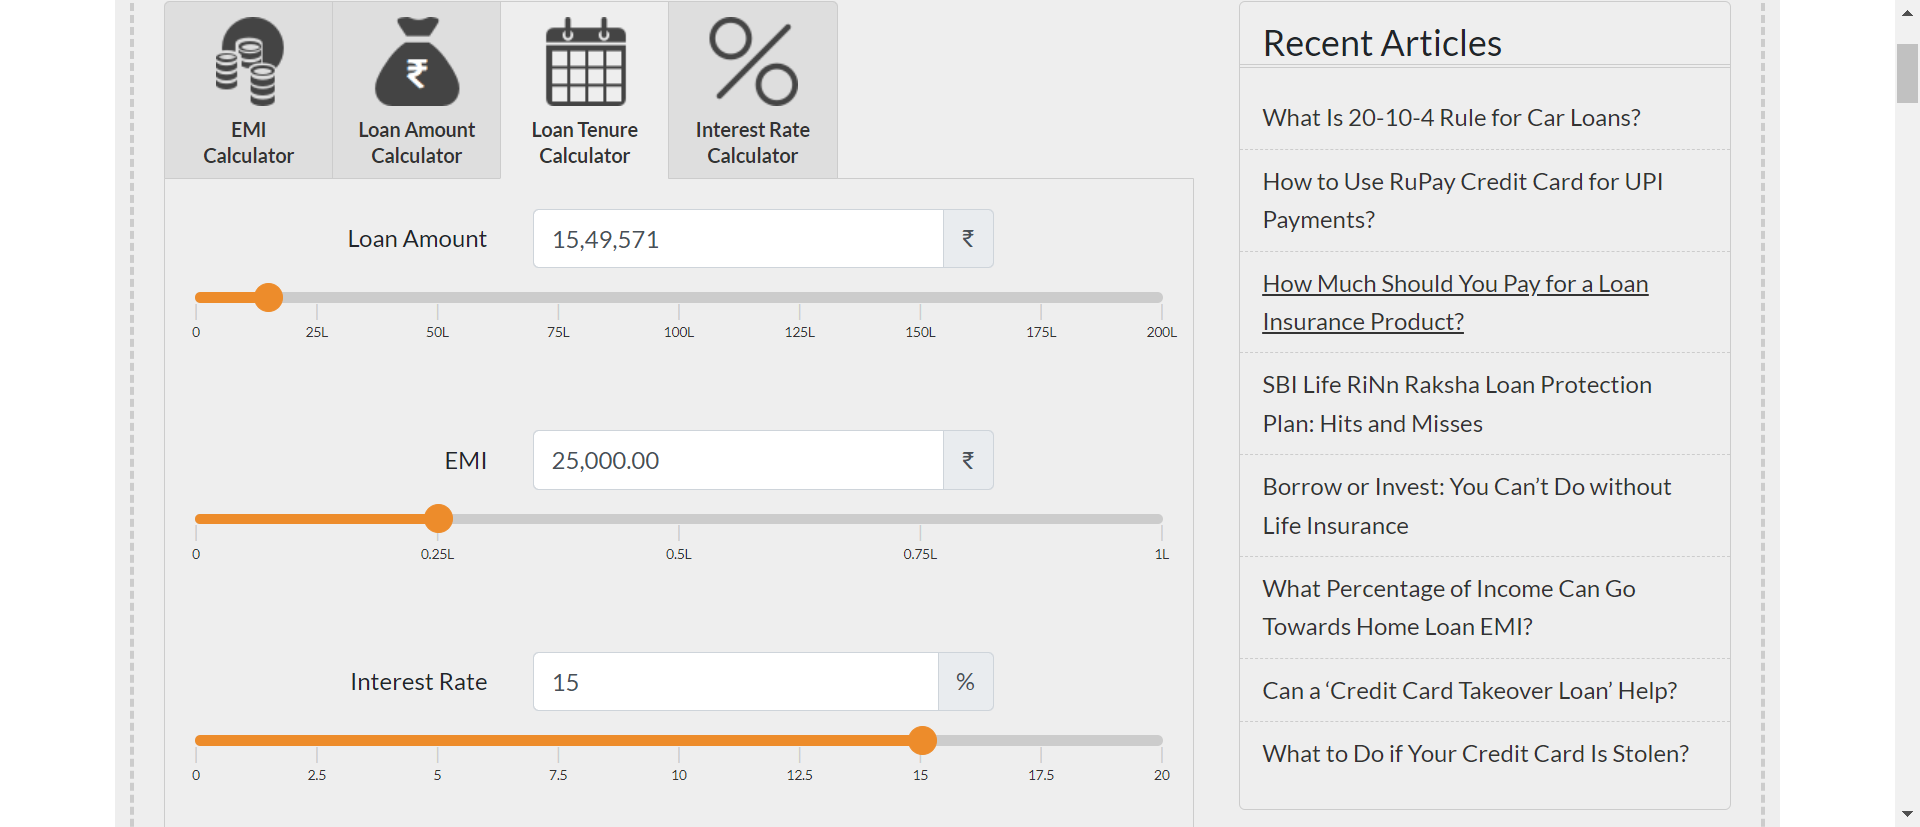 EMI
Calculator
Loan Amount
Calculator
Loan Tenure
Calculator
Interest Rate
Calculator
Loan Amount
15,49,571
₹
0
25L
50L
75L
100L
125L
150L
175L
200L
EMI
25,000.00
₹
0
0.25L
0.5L
0.75L
1L
Interest Rate
15
%
0
2.5
5
7.5
10
12.5
15
17.5
20
Recent Articles
What Is 20-10-4 Rule for Car Loans?
How to Use RuPay Credit Card for UPI
Payments?
How Much Should You Pay for a Loan
Insurance Product?
SBI Life RiNn Raksha Loan Protection
Plan: Hits and Misses
Borrow or Invest: You Can’t Do without
Life Insurance
What Percentage of Income Can Go
Towards Home Loan EMI?
Can a ‘Credit Card Takeover Loan’ Help?
What to Do if Your Credit Card Is Stolen?